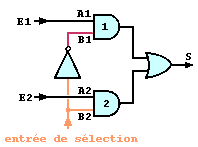 E1 A1 1
B1
S
E2 A2 2
B2
entrée de sélection